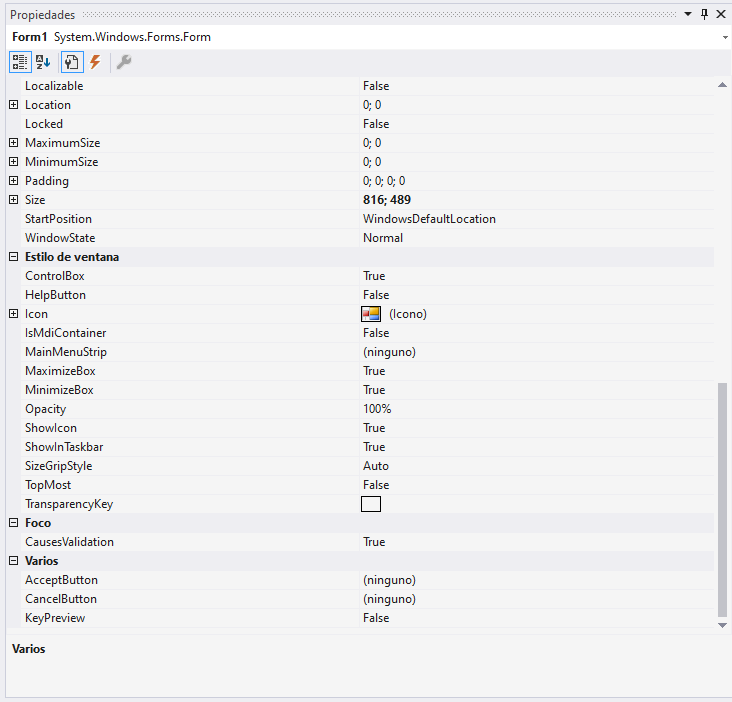 Propiedades
Form1 System.Windows.Forms.Form
Localizable False
Location 0; 0
Locked False
MaximumSize 0; 0
MinimumSize 0; 0
Padding 0; 0; 0; 0
Size 816; 489
StartPosition WindowsDefaultLocation
WindowState Normal
Estilo de ventana
ControlBox True
HelpButton False
Icon (Icono)
IsMdiContainer False
MainMenuStrip (ninguno)
MaximizeBox True
MinimizeBox True
Opacity 100%
ShowIcon True
ShowInTaskbar True
SizeGripStyle Auto
TopMost False
TransparencyKey
Foco
CausesValidation True
Varios
AcceptButton (ninguno)
CancelButton (ninguno)
KeyPreview False
Varios